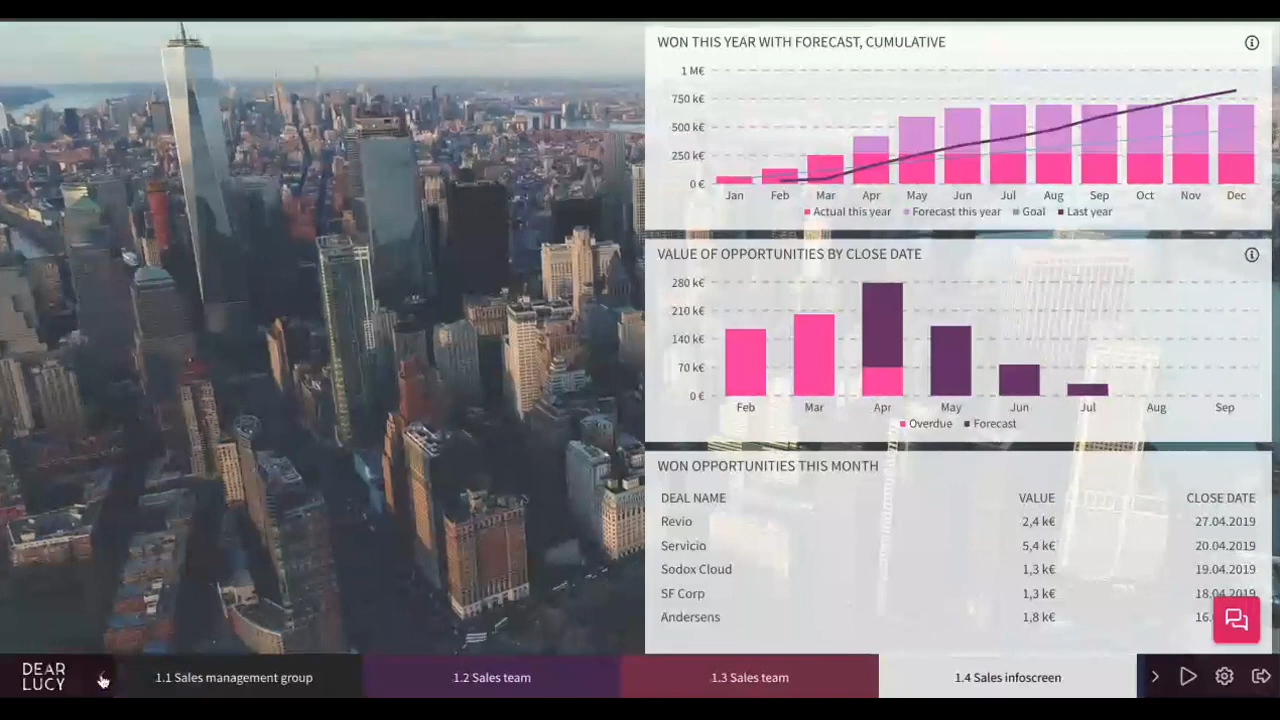 WON THIS YEAR WITH FORECAST, CUMULATIVE
1 M€
750 k€
500 k€
250 k€
0 €
Jan Feb Mar Apr May Jun Jul Aug Sep Oct Nov Dec
Actual this year Forecast this year Goal Last year
VALUE OF OPPORTUNITIES BY CLOSE DATE
280 k€
210 k€
140 k€
70 k€
0 €
Feb Mar Apr May Jun Jul Aug Sep
Overdue Forecast
WON OPPORTUNITIES THIS MONTH
DEAL NAME VALUE CLOSE DATE
Revio 2,4 k€ 27.04.2019
Servicio 5,4 k€ 20.04.2019
Sodox Cloud 1,3 k€ 19.04.2019
SF Corp 1,3 k€ 18.04.2019
Andersens 1,8 k€ 16.
DEAR
LUCY
1.1 Sales management group 1.2 Sales team 1.3 Sales team 1.4 Sales infoscreen